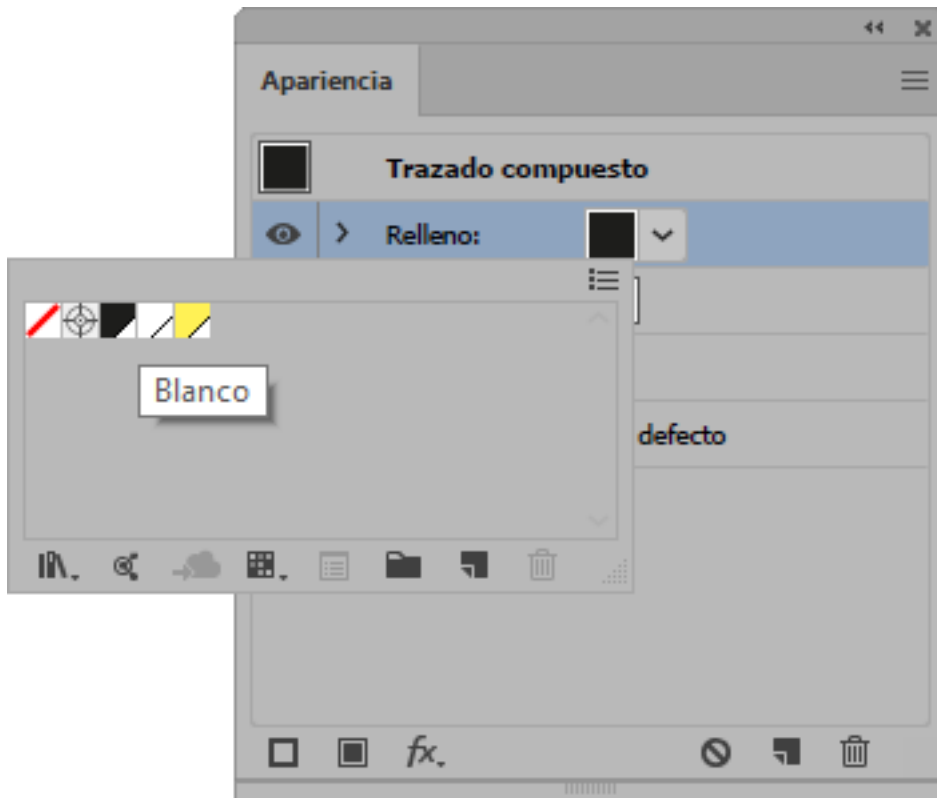 Apariencia
Trazado compuesto
Relleno:
Blanco
defecto
fx.